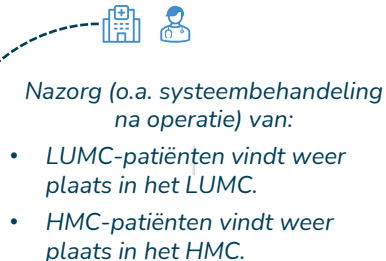 Nazorg (o.a. systeembehandeling
na operatie) van:
• LUMC-patiënten vindt weer
plaats in het LUMC.
• HMC-patiënten vindt weer
plaats in het HMC.